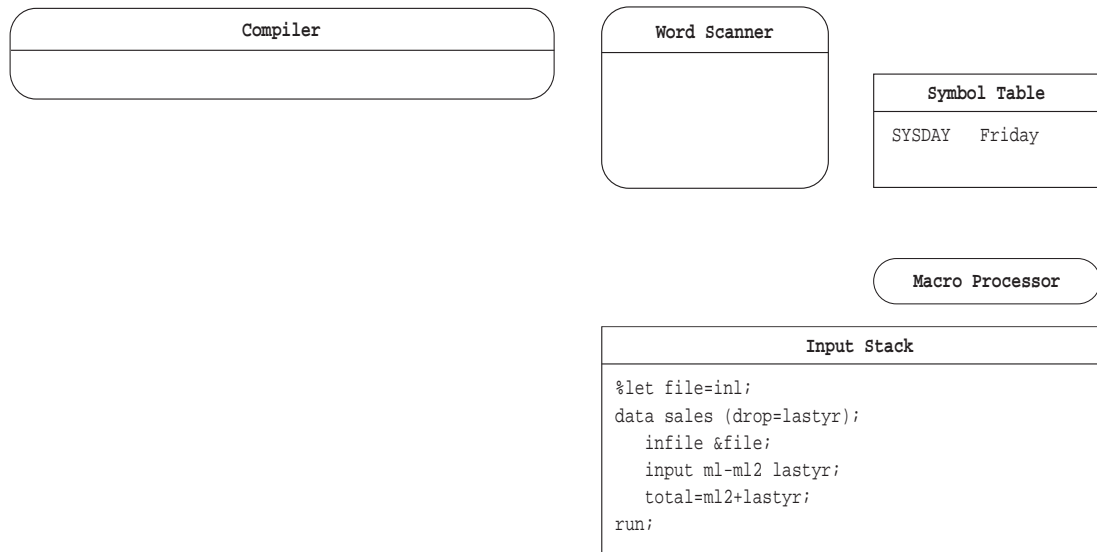 Compiler
Word Scanner
Symbol Table
SYSDAY Friday
Macro Processor
Input Stack
%let file=inl;
data sales (drop=lastyr);
infile &file;
input ml-ml2 lastyr;
total=ml2+lastyr;
run;